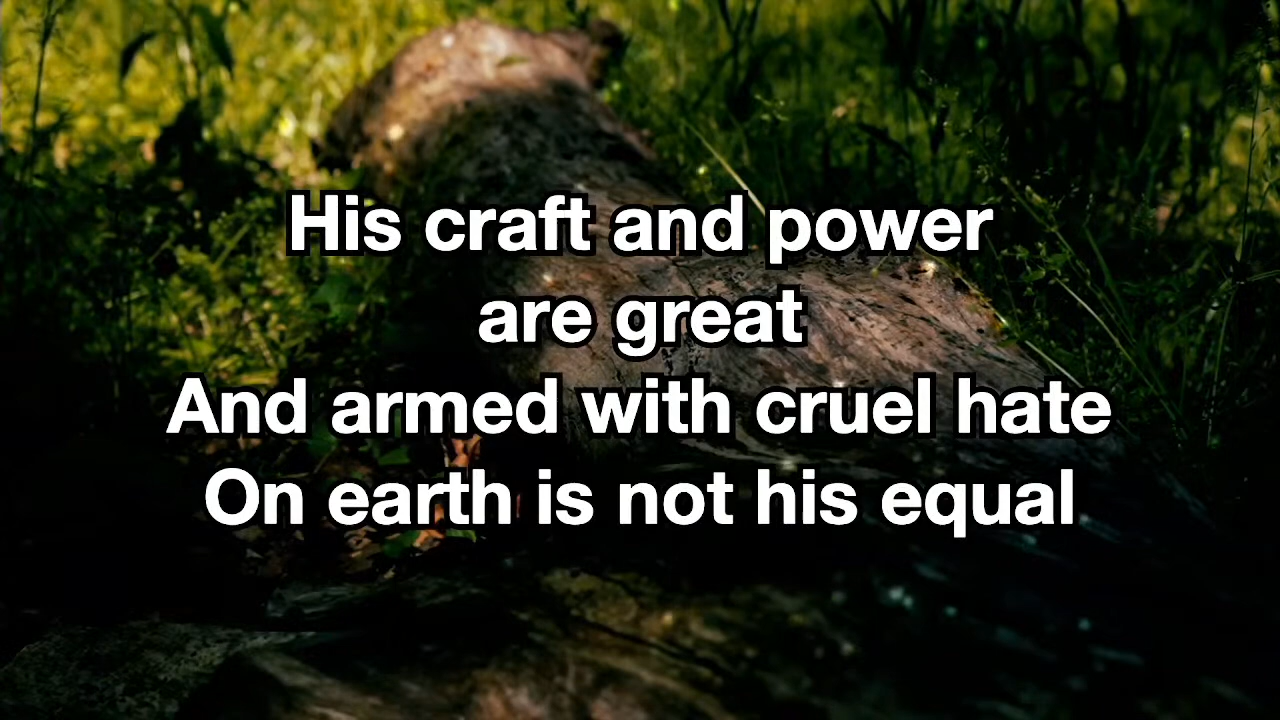 His craft and power
are great
And armed with cruel hate
On earth is not his equal